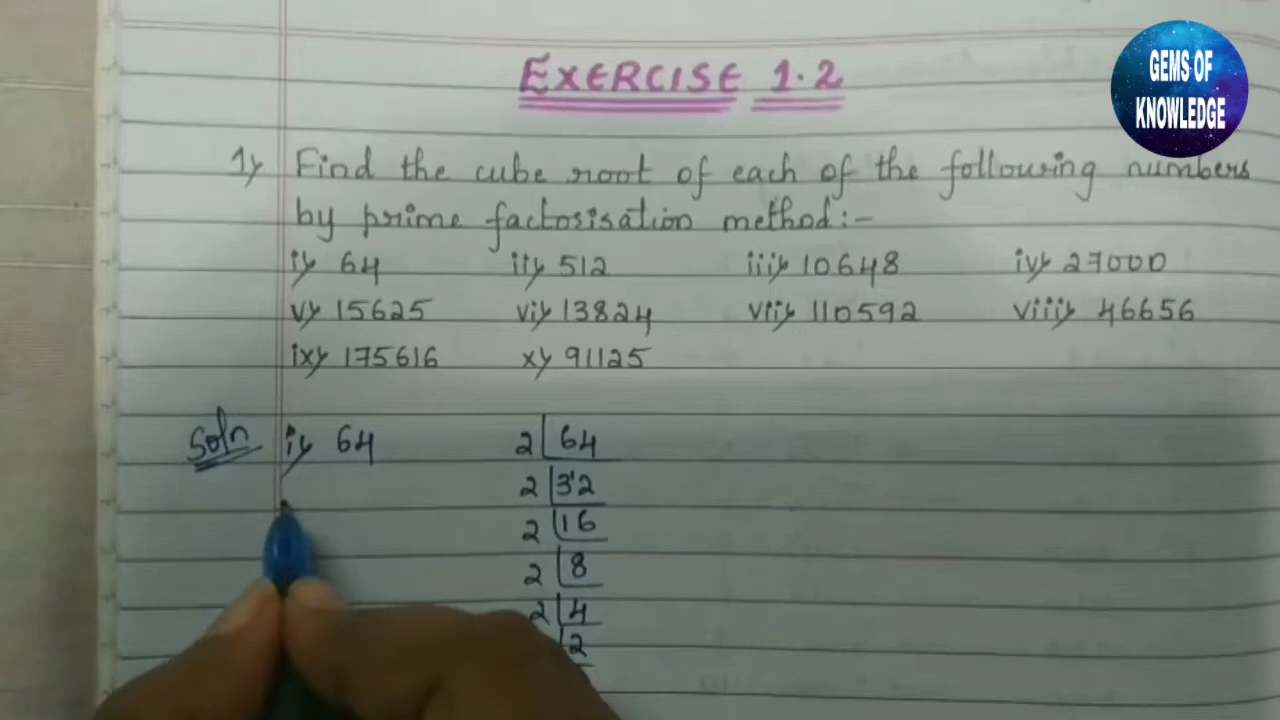 EXERCISE 1.2
GEMS OF
KNOWLEDGE
1) Find the cube root of each of the following numbers
by prime factosisation method:-
i) 64 ii) 512 iii) 10648 iv) 27000
v) 15625 vi) 13824 vii) 110592 viii) 46656
ix) 175616 x) 91125
Soln i) 64 2 64
2 32
2 16
2 8
2 4
2